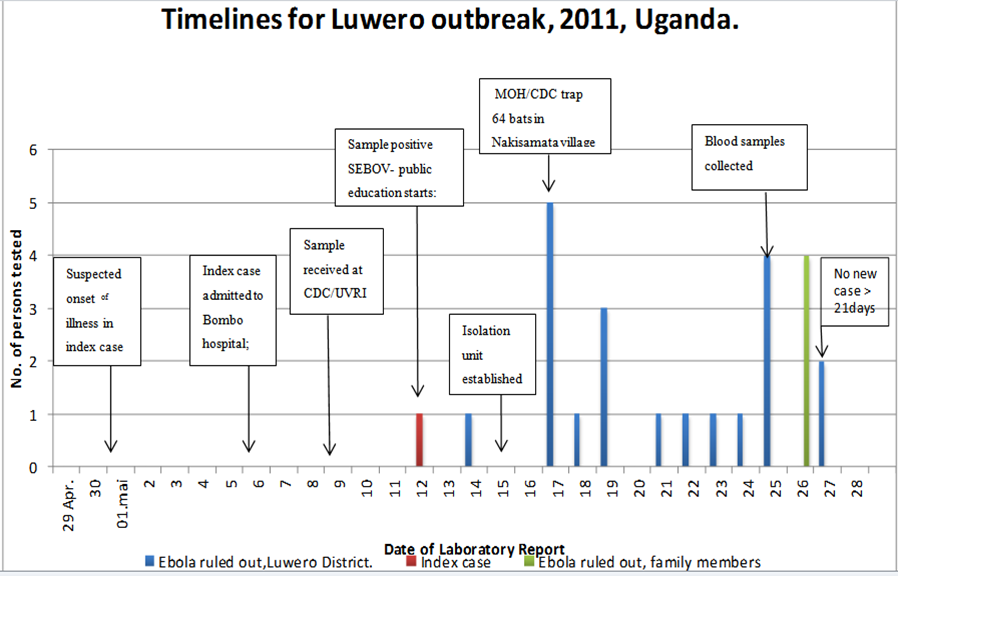 Timelines for Luwero outbreak, 2011, Uganda.
MOH/CDC trap
64 bats in
Nakisamata village
Sample positive
SEBOV- public
education starts:
Blood samples
collected
Sample
received at
CDC/UVRI
Suspected
onset of
illness in
index case
Index case
admitted to
Bombo
hospital;
No new
case >
21days
Isolation
unit
established
No. of persons tested
6
5
4
3
2
1
0
29 Apr.
30
01.mai
2
3
4
5
6
7
8
9
10
11
12
13
14
15
16
17
18
19
20
21
22
23
24
25
26
27
28
Date of Laboratory Report
Ebola ruled out,Luwero District.
Index case
Ebola ruled out, family members